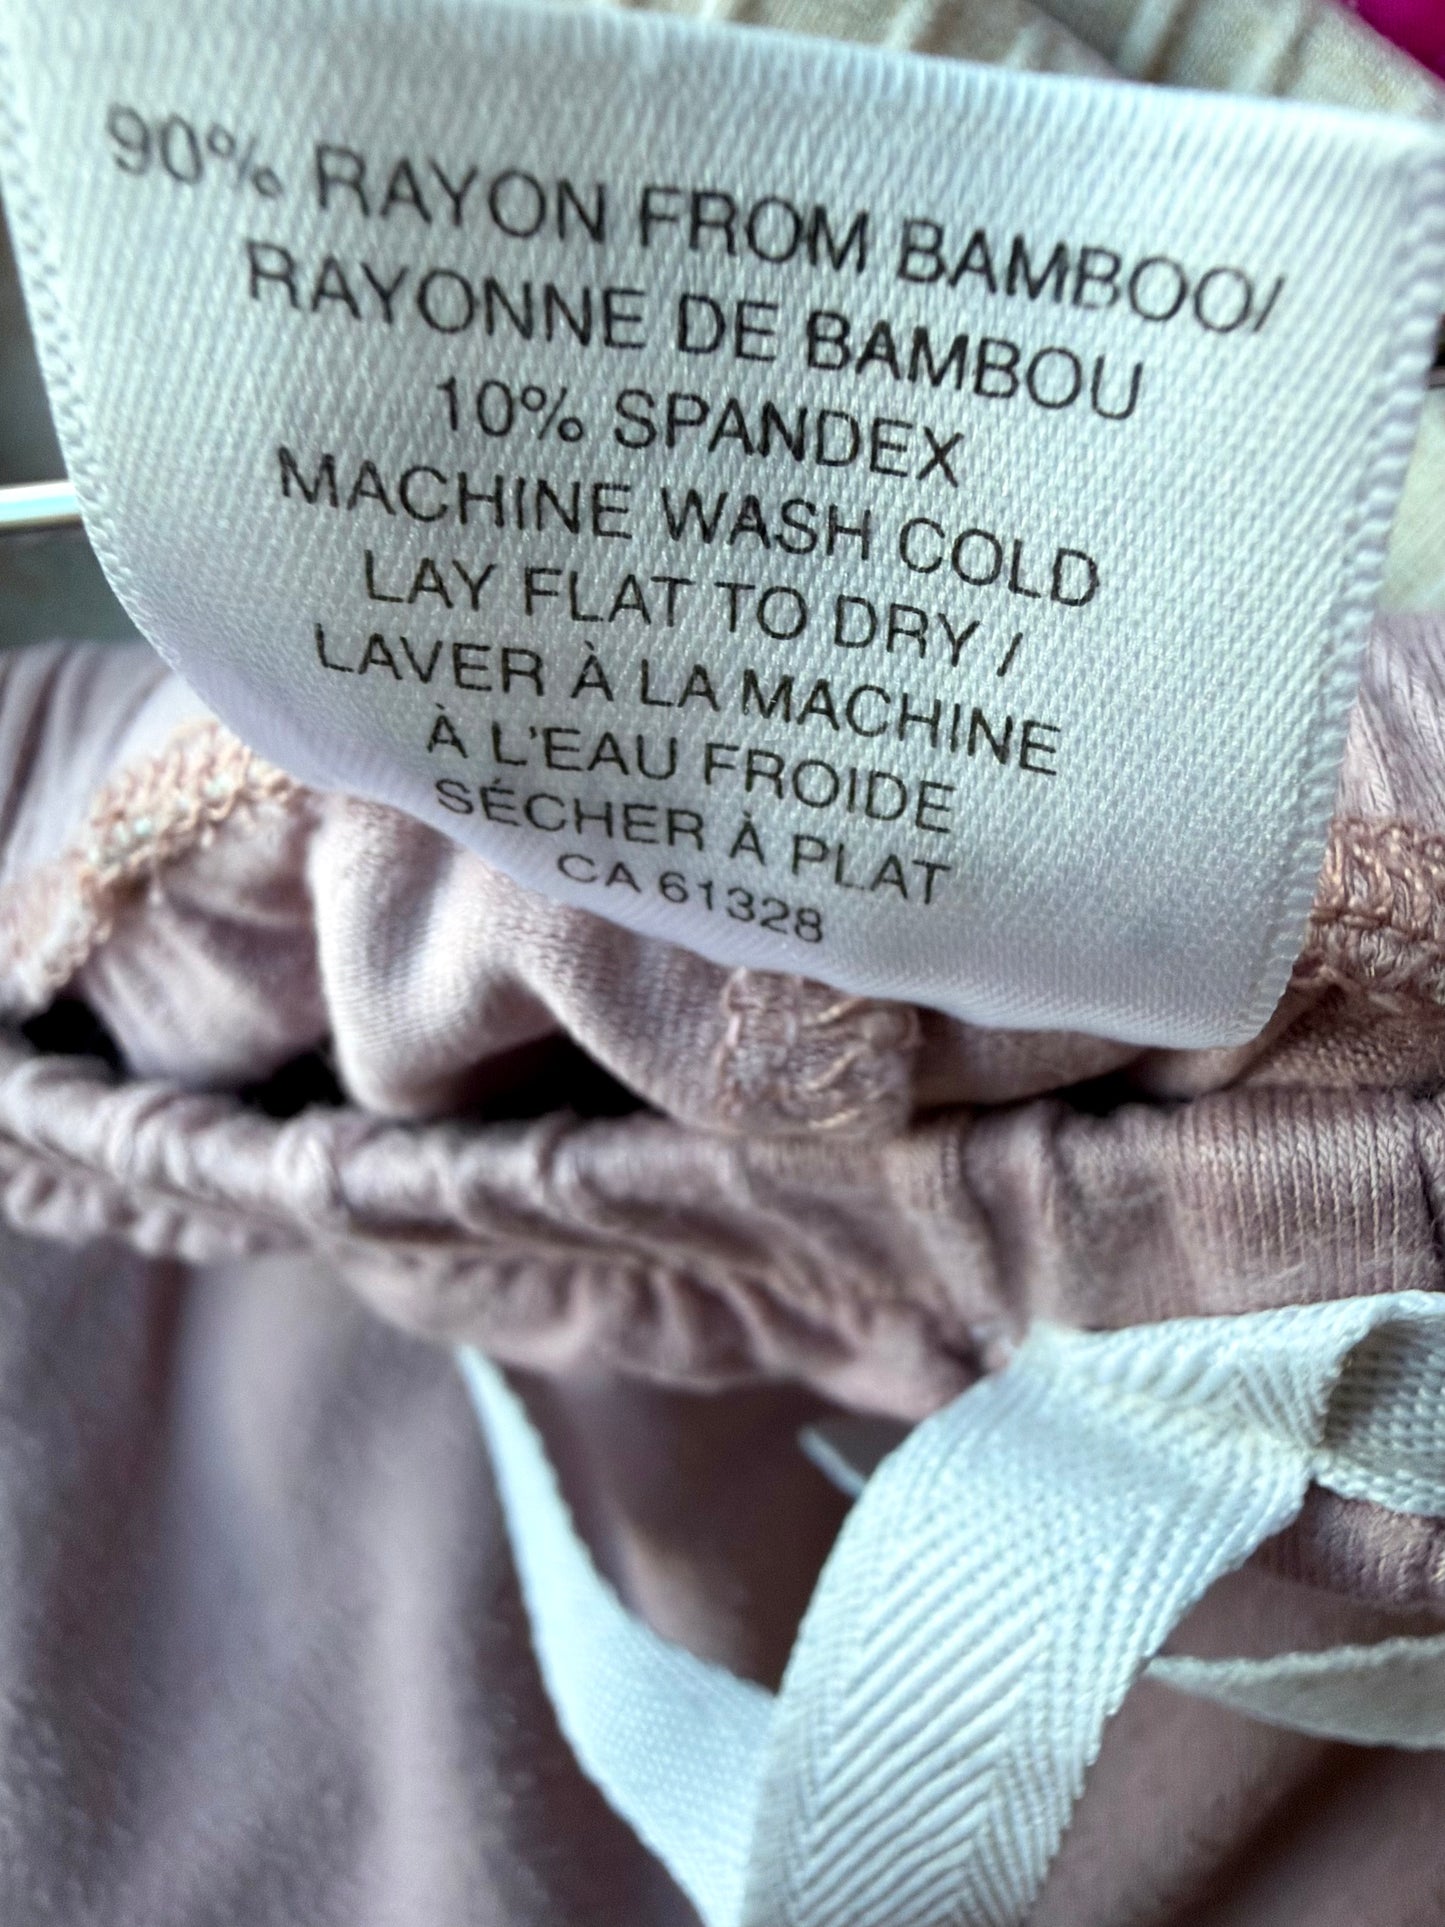 90% RAYON FROM BAMBOO/
RAYONNE DE BAMBOU
10% SPANDEX
MACHINE WASH COLD
LAY FLAT TO DRY /
LAVER À LA MACHINE
À L'EAU FROIDE
SÉCHER À PLAT
CA 61328